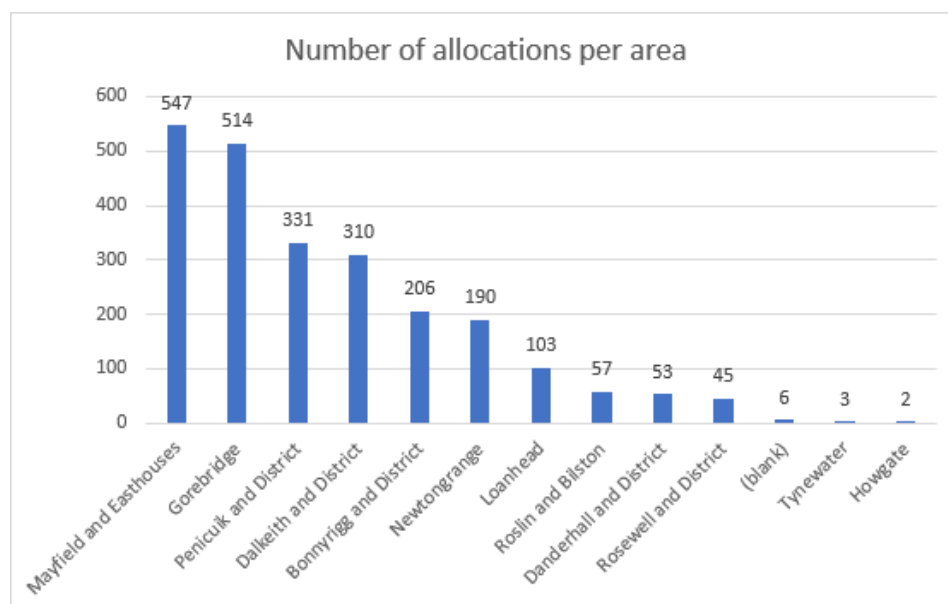 Number of allocations per area
600
500
400
300
200
100
0
547
514
331
310
206
190
103
57
53
45
6
3
2
Mayfield and Easthouses
Gorebridge
Penicuik and District
Dalkeith and District
Bonnyrigg and District
Newtongrange
Loanhead
Roslin and Bilston
Danderhall and District
Rosewell and District
(blank)
Tynewater
Howgate